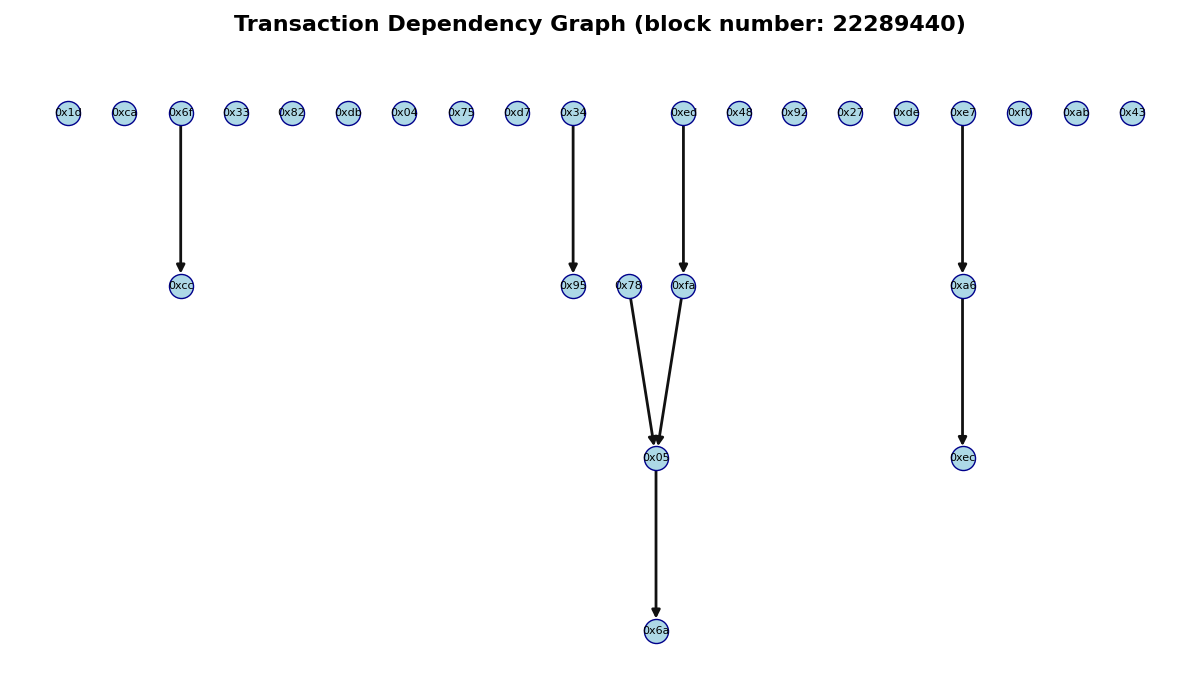 Transaction Dependency Graph (block number: 22289440)
0x1d 0xca 0x6f 0x33 0x82 0xdb 0x04 0x75 0xd7 0x34 0xed 0x48 0x92 0x27 0xde 0xe7 0xf0 0xab 0x43
0xcc 0x95 0x78 0xfa 0xa6
0x05 0xec
0x6a